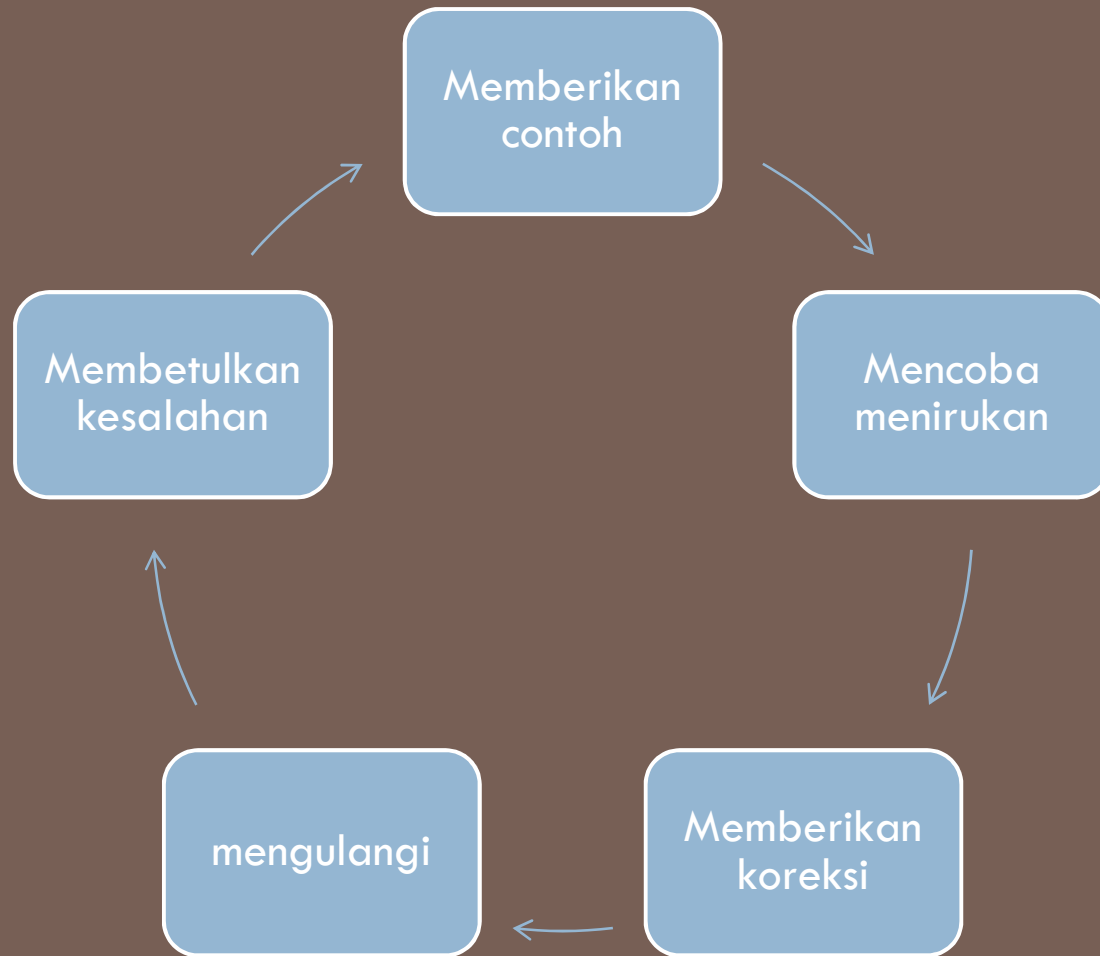 Memberikan
contoh
Mencoba
menirukan
Memberikan
koreksi
mengulangi
Membetulkan
kesalahan